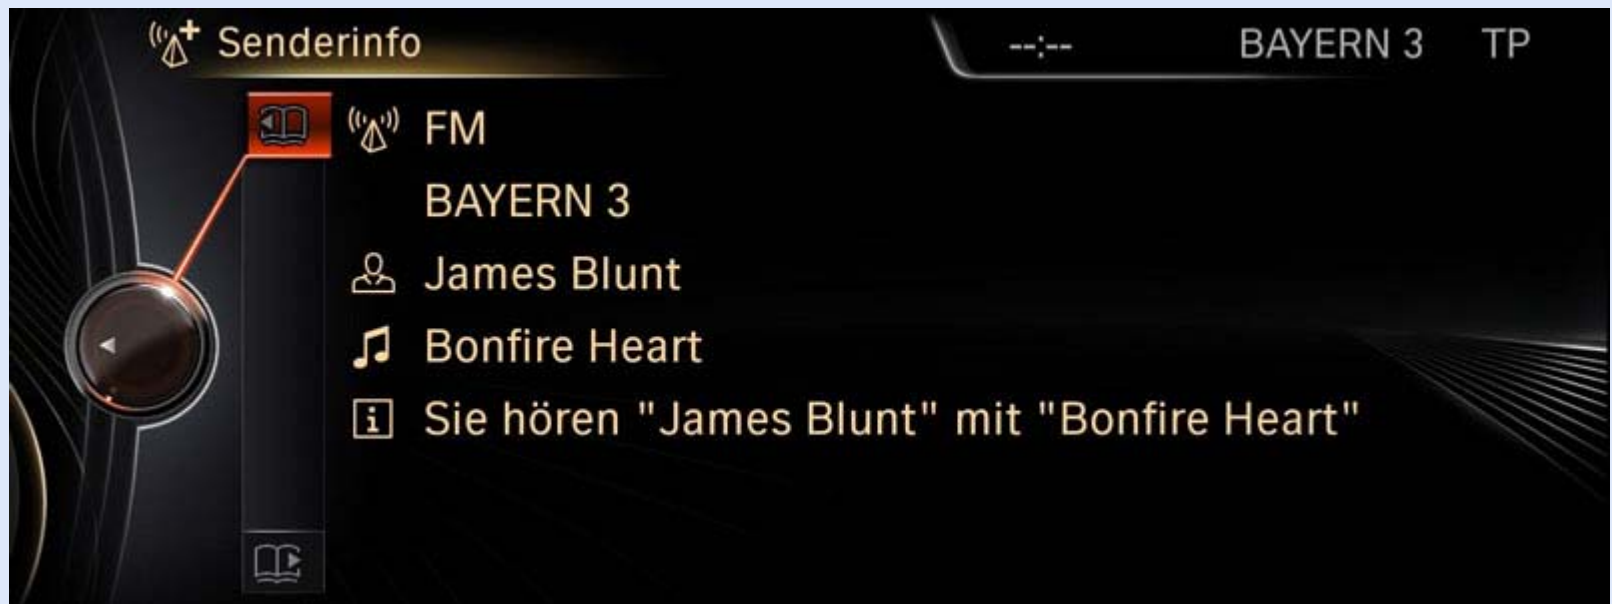 Senderinfo
--:--
BAYERN 3
TP
FM
BAYERN 3
James Blunt
Bonfire Heart
Sie hören "James Blunt" mit "Bonfire Heart"